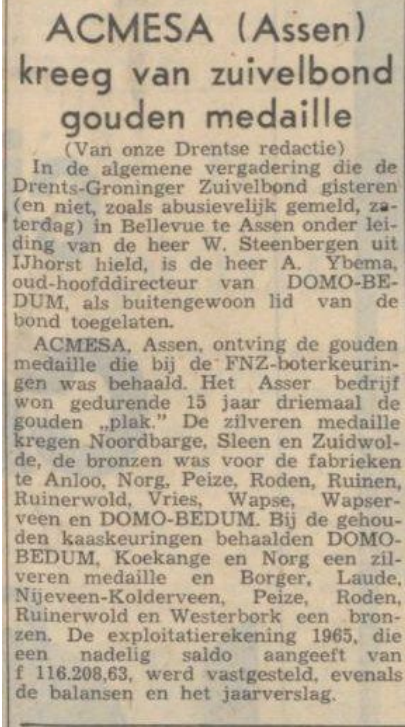 ACMESA (Assen)
kreeg van zuivelbond
gouden medaille
(Van onze Drentse redactie)
In de algemene vergadering die de
Drents-Groninger Zuivelbond gisteren
(en niet, zoals abusievelijk gemeld, za-
terdag) in Bellevue te Assen onder lei-
ding van de heer W. Steenbergen uit
IJhorst hield, is de heer A. Ybema,
oud-hoofddirecteur van DOMO-BE-
DUM, als buitengewoon lid van de
bond toegelaten.
ACMESA, Assen, ontving de gouden
medaille die bij de FNZ-boterkeurin-
gen was behaald. Het Asser bedrijf
won gedurende 15 jaar driemaal de
gouden „plak.” De zilveren medaille
kregen Noordbarge, Sleen en Zuidwol-
de, de bronzen was voor de fabrieken
te Anloo, Norg, Peize, Roden, Ruinen,
Ruinerwold, Vries, Wapse, Wapser-
veen en DOMO-BEDUM. Bij de gehou-
den kaaskeuringen behaalden DOMO-
BEDUM, Koekange en Norg een zil-
veren medaille en Borger, Laude,
Nijeveen-Kolderveen, Peize, Roden,
Ruinerwold en Westerbork een bron-
zen. De exploitatierekening 1965, die
een nadelig saldo aangeeft van
f 116.208,63, werd vastgesteld, evenals
de balansen en het jaarverslag.